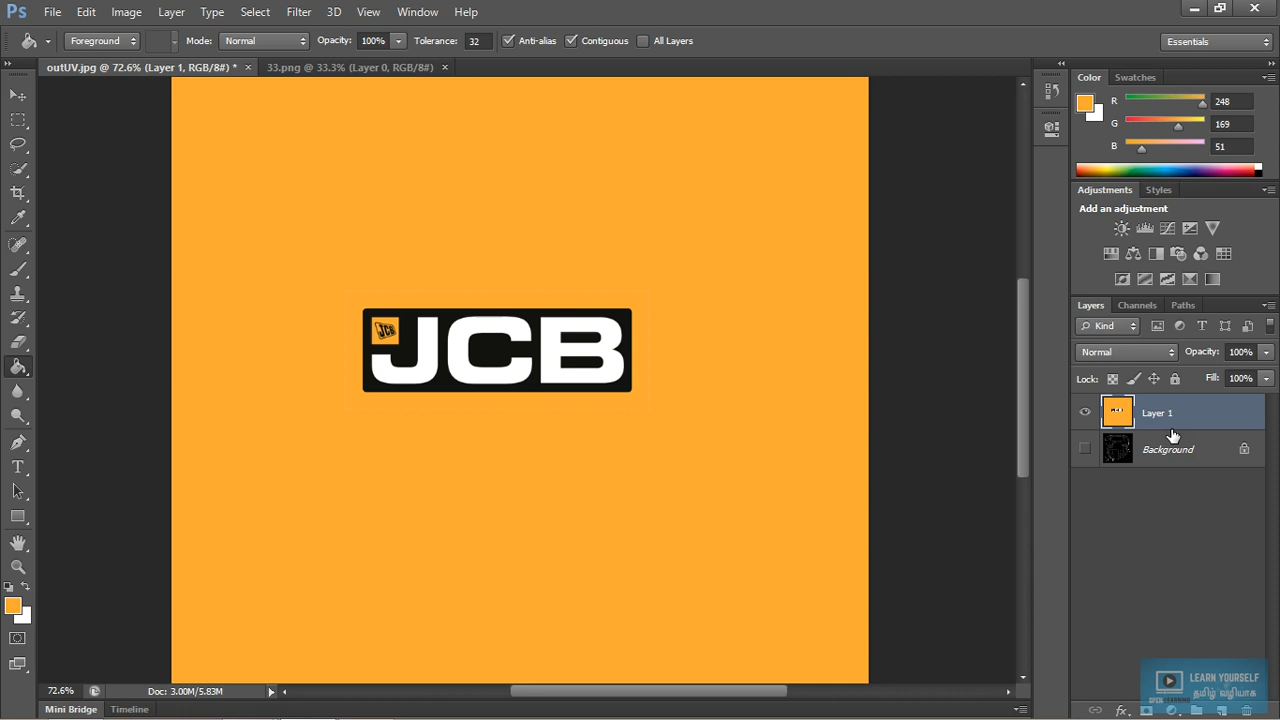 Ps File Edit Image Layer Type Select Filter 3D View Window Help
Foreground Mode: Normal Opacity: 100% Tolerance: 32 Anti-alias Contiguous All Layers Essentials
outUV.jpg @ 72.6% (Layer 1, RGB/8#) * × 33.png @ 33.3% (Layer 0, RGB/8#) ×
Color Swatches
R 248
G 169
B 51
Adjustments Styles
Add an adjustment
JCB
JCB
Layers Channels Paths
Kind
Normal Opacity: 100%
Lock: Fill: 100%
Layer 1
Background
72.6% Doc: 3.00M/5.83M
Mini Bridge Timeline
LEARN YOURSELF
தமிழ் வழியாக
OPEN LEARNING
fx